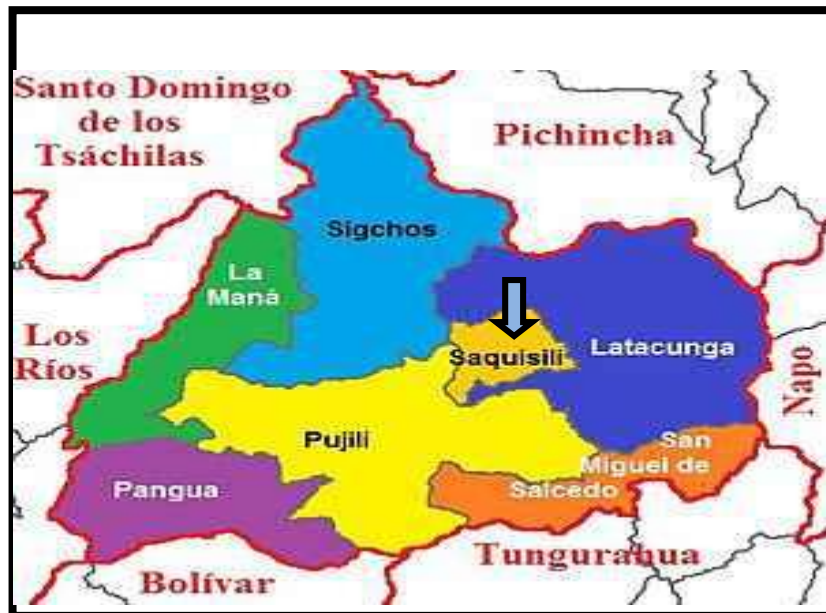 Santo Domingo
de los
Tsáchilas
Pichincha
Sigchos
La
Maná
Los
Ríos
Saquisilí
Latacunga
Napo
Pujilí
San
Miguel de
Salcedo
Pangua
Tungurahua
Bolívar